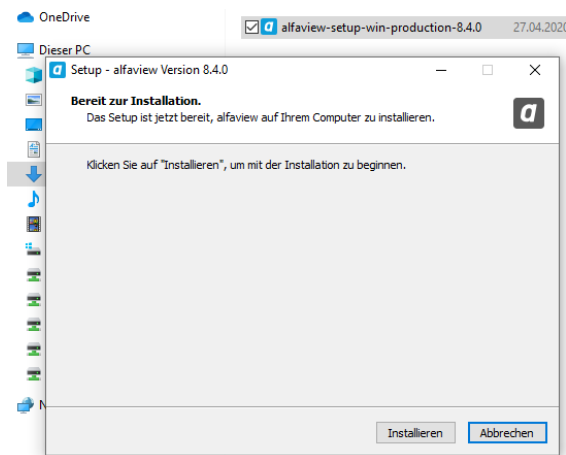 OneDrive
alfaview-setup-win-production-8.4.0 27.04.2020
Dieser PC
Setup - alfaview Version 8.4.0
Bereit zur Installation.
Das Setup ist jetzt bereit, alfaview auf Ihrem Computer zu installieren.
a
Klicken Sie auf "Installieren", um mit der Installation zu beginnen.
N
Installieren Abbrechen